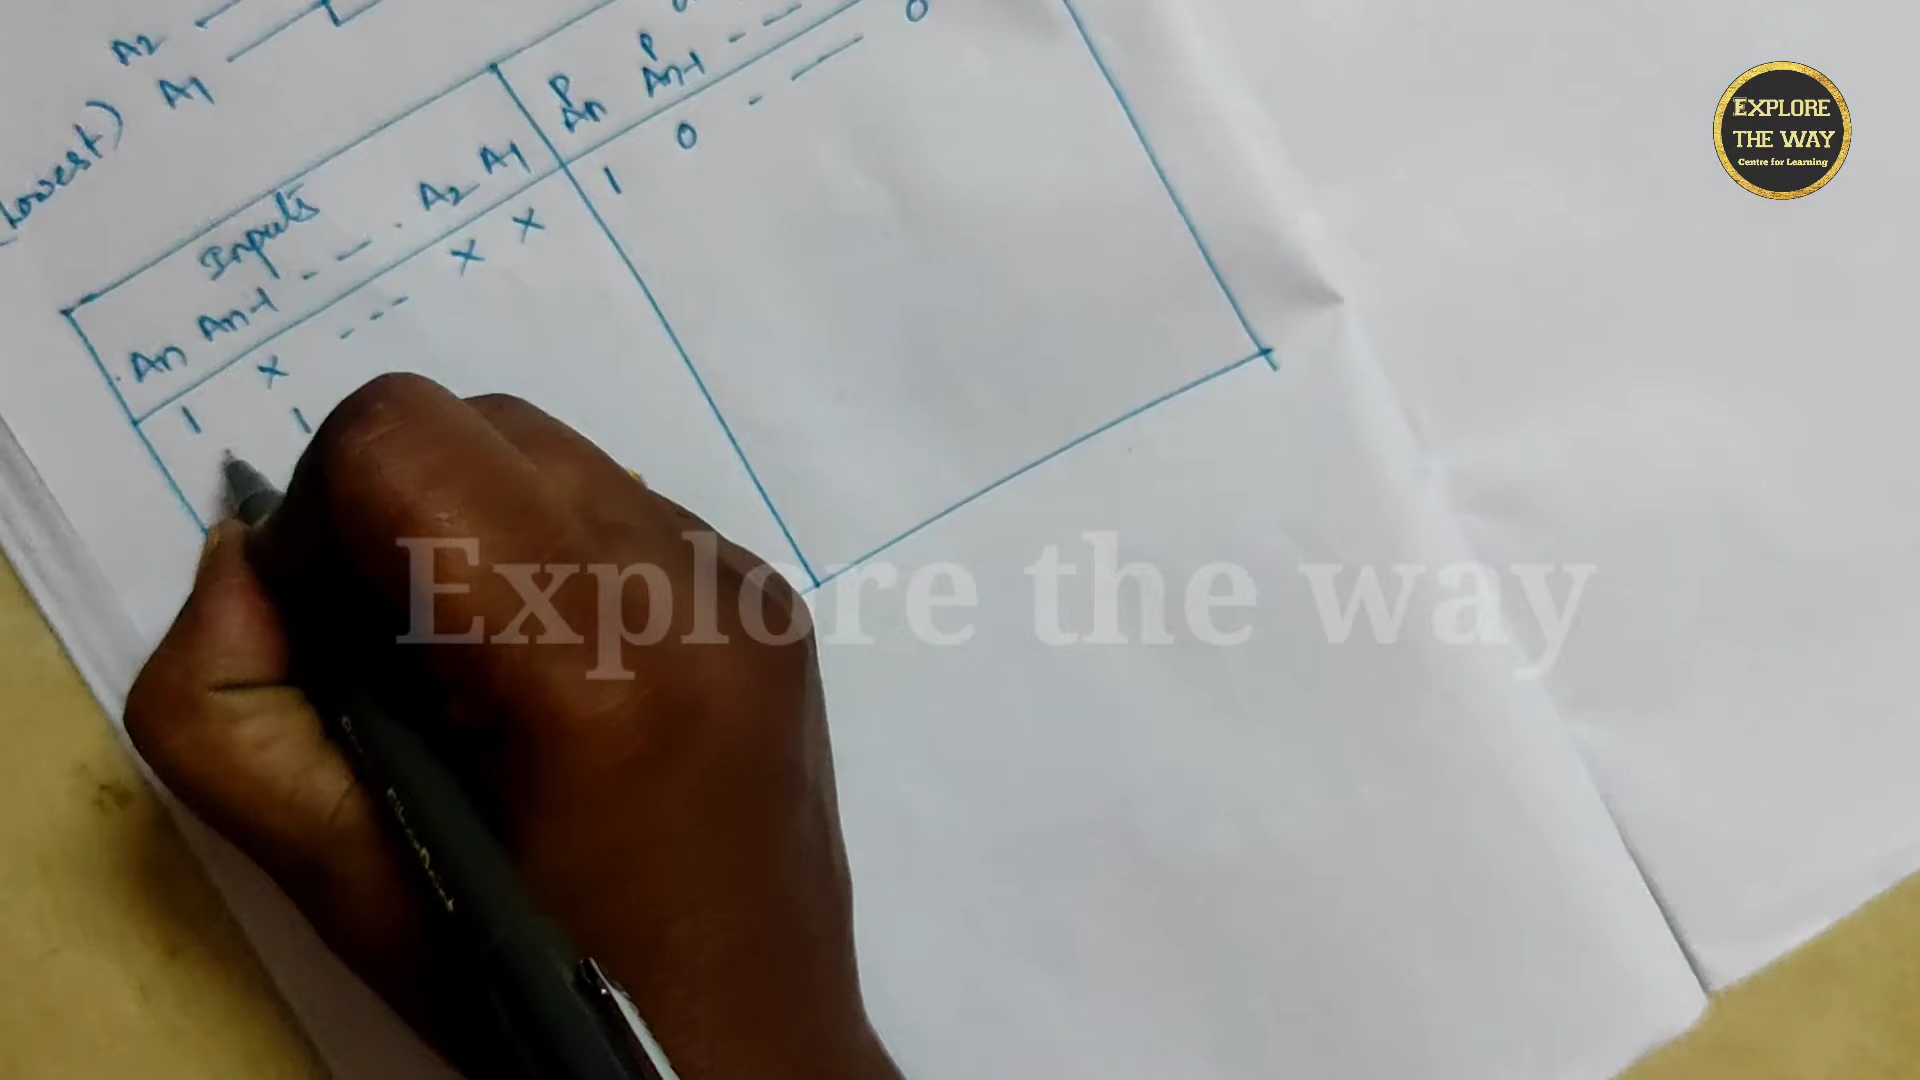 A2
(Lowest) A1
Inputs
An An-1 - - - . A2 A1
P P
An An-1 - - -
1 X - - - X X
1 0 - - - 0
1
EXPLORE
THE WAY
Centre for Learning
Explore the way